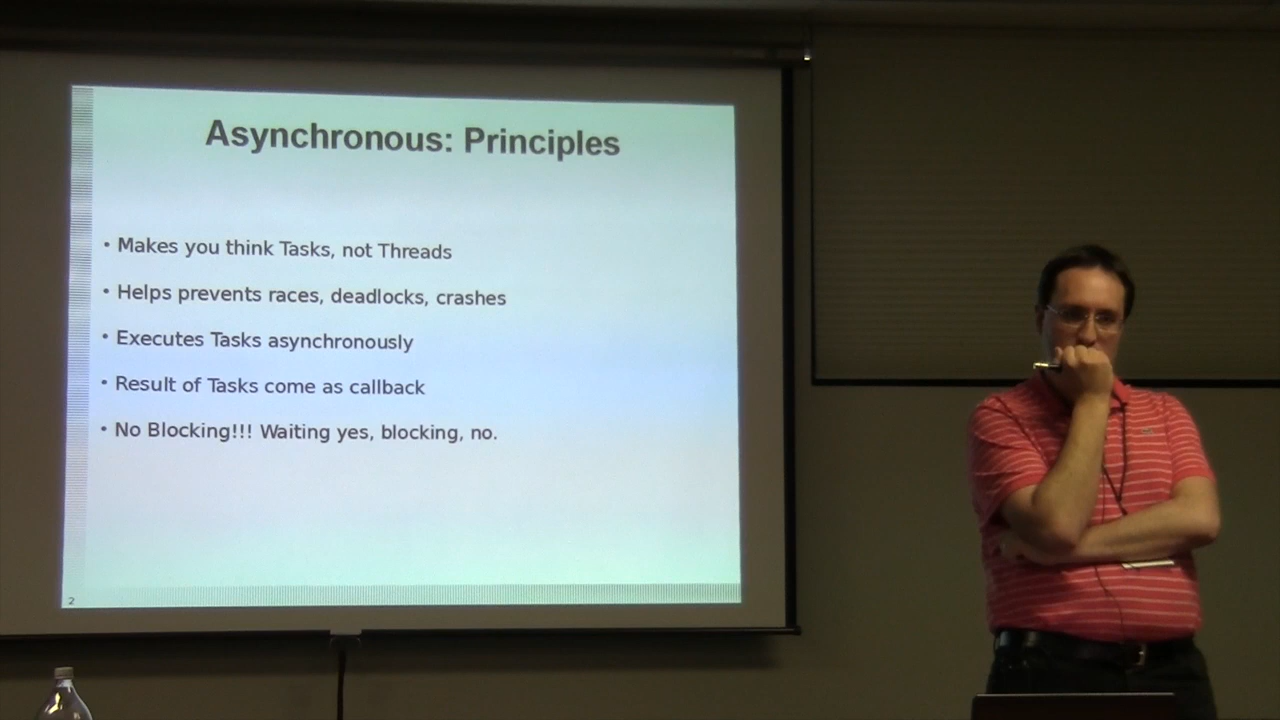 Asynchronous: Principles
• Makes you think Tasks, not Threads
• Helps prevents races, deadlocks, crashes
• Executes Tasks asynchronously
• Result of Tasks come as callback
• No Blocking!!! Waiting yes, blocking, no.
2